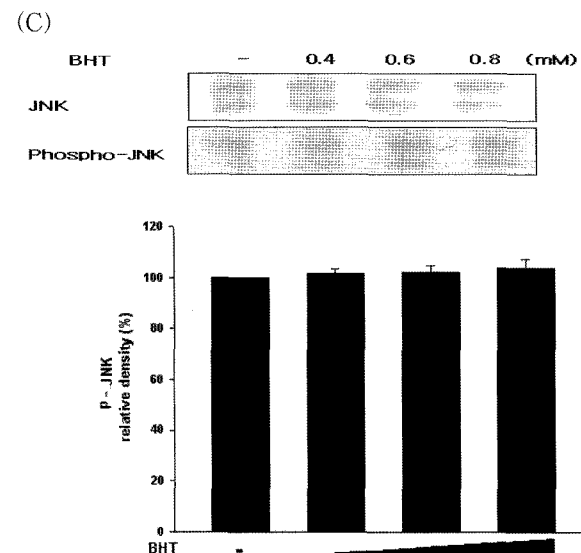 (C)
BHT – 0.4 0.6 0.8 (mM)
JNK
Phospho-JNK
120
100
80
60
40
20
0
p - JNK
relative density (%)
BHT -